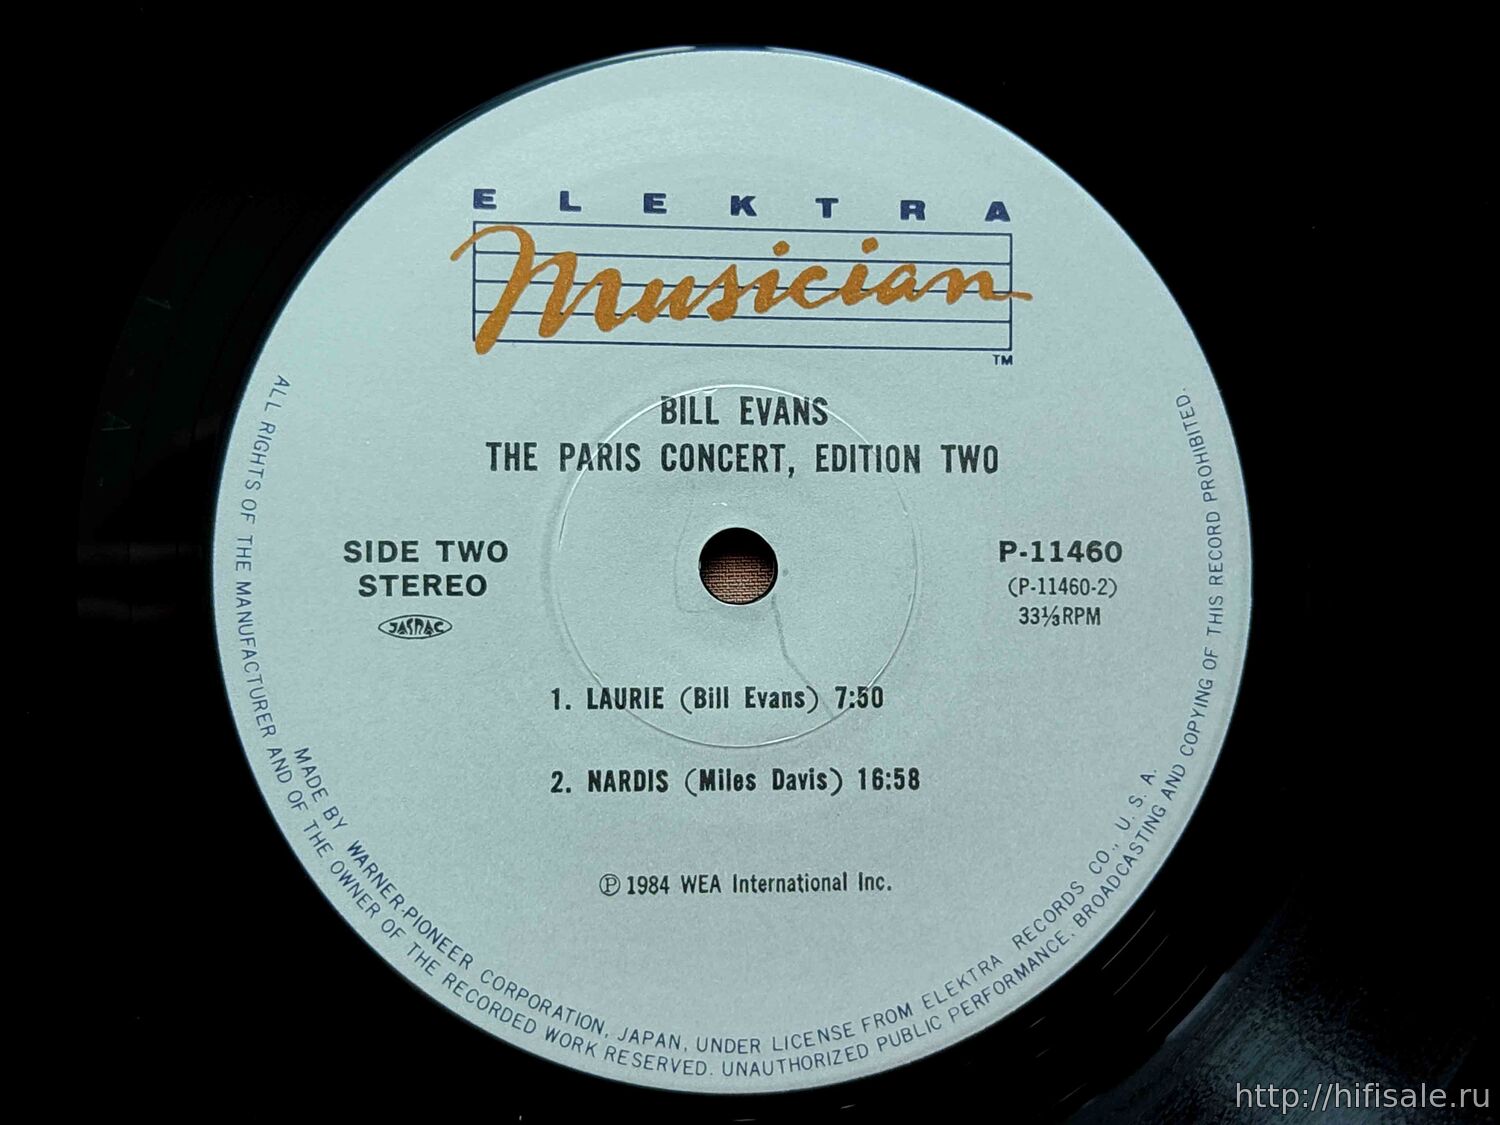 ELEKTRA
Musician
TM
BILL EVANS
THE PARIS CONCERT, EDITION TWO
SIDE TWO
STEREO
JASRAC
P-11460
(P-11460-2)
33⅓RPM
1. LAURIE (Bill Evans) 7:50
2. NARDIS (Miles Davis) 16:58
℗ 1984 WEA International Inc.
MADE BY WARNER-PIONEER CORPORATION, JAPAN, UNDER LICENSE FROM ELEKTRA RECORDS CO., U. S. A.
ALL RIGHTS OF THE MANUFACTURER AND OF THE OWNER OF THE RECORDED WORK RESERVED. UNAUTHORIZED PUBLIC PERFORMANCE, BROADCASTING AND COPYING OF THIS RECORD PROHIBITED.
http://hifisale.ru